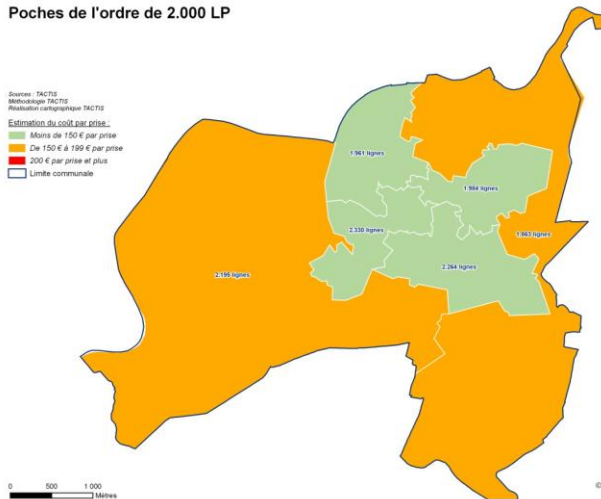 Poches de l'ordre de 2.000 LP
Sources : TACTIS
Méthodologie TACTIS
Réalisation cartographique TACTIS
Estimation du coût par prise :
Moins de 150 € par prise
De 150 € à 199 € par prise
200 € par prise et plus
Limite communale
1.961 lignes
1.984 lignes
2.330 lignes
1.963 lignes
2.264 lignes
2.195 lignes
0 500 1 000
Mètres
©